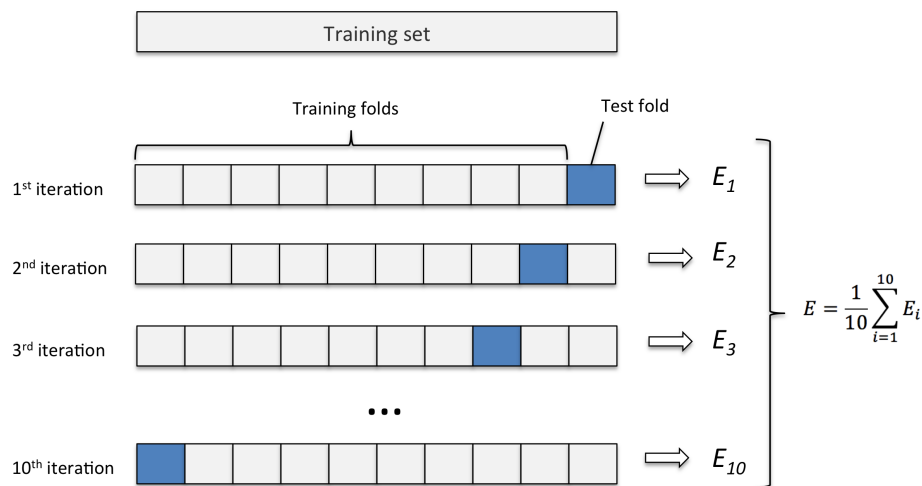 Training set
Training folds
Test fold
1st iteration
E1
2nd iteration
E2
E = 1/10 10∑i=1 Ei
3rd iteration
E3
...
10th iteration
E10